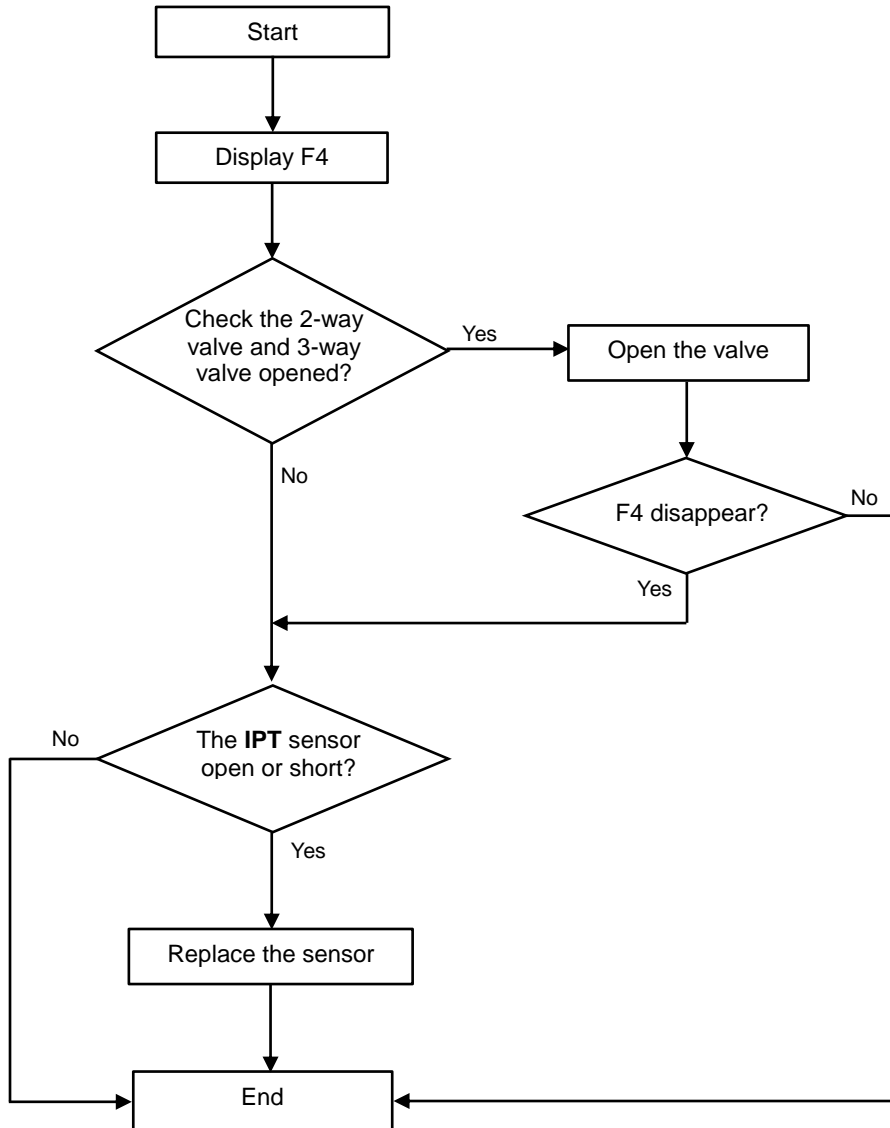 Start
Display F4
Check the 2-way
valve and 3-way
valve opened?
Yes
Open the valve
No
F4 disappear?
No
Yes
No
The IPT sensor
open or short?
Yes
Replace the sensor
End